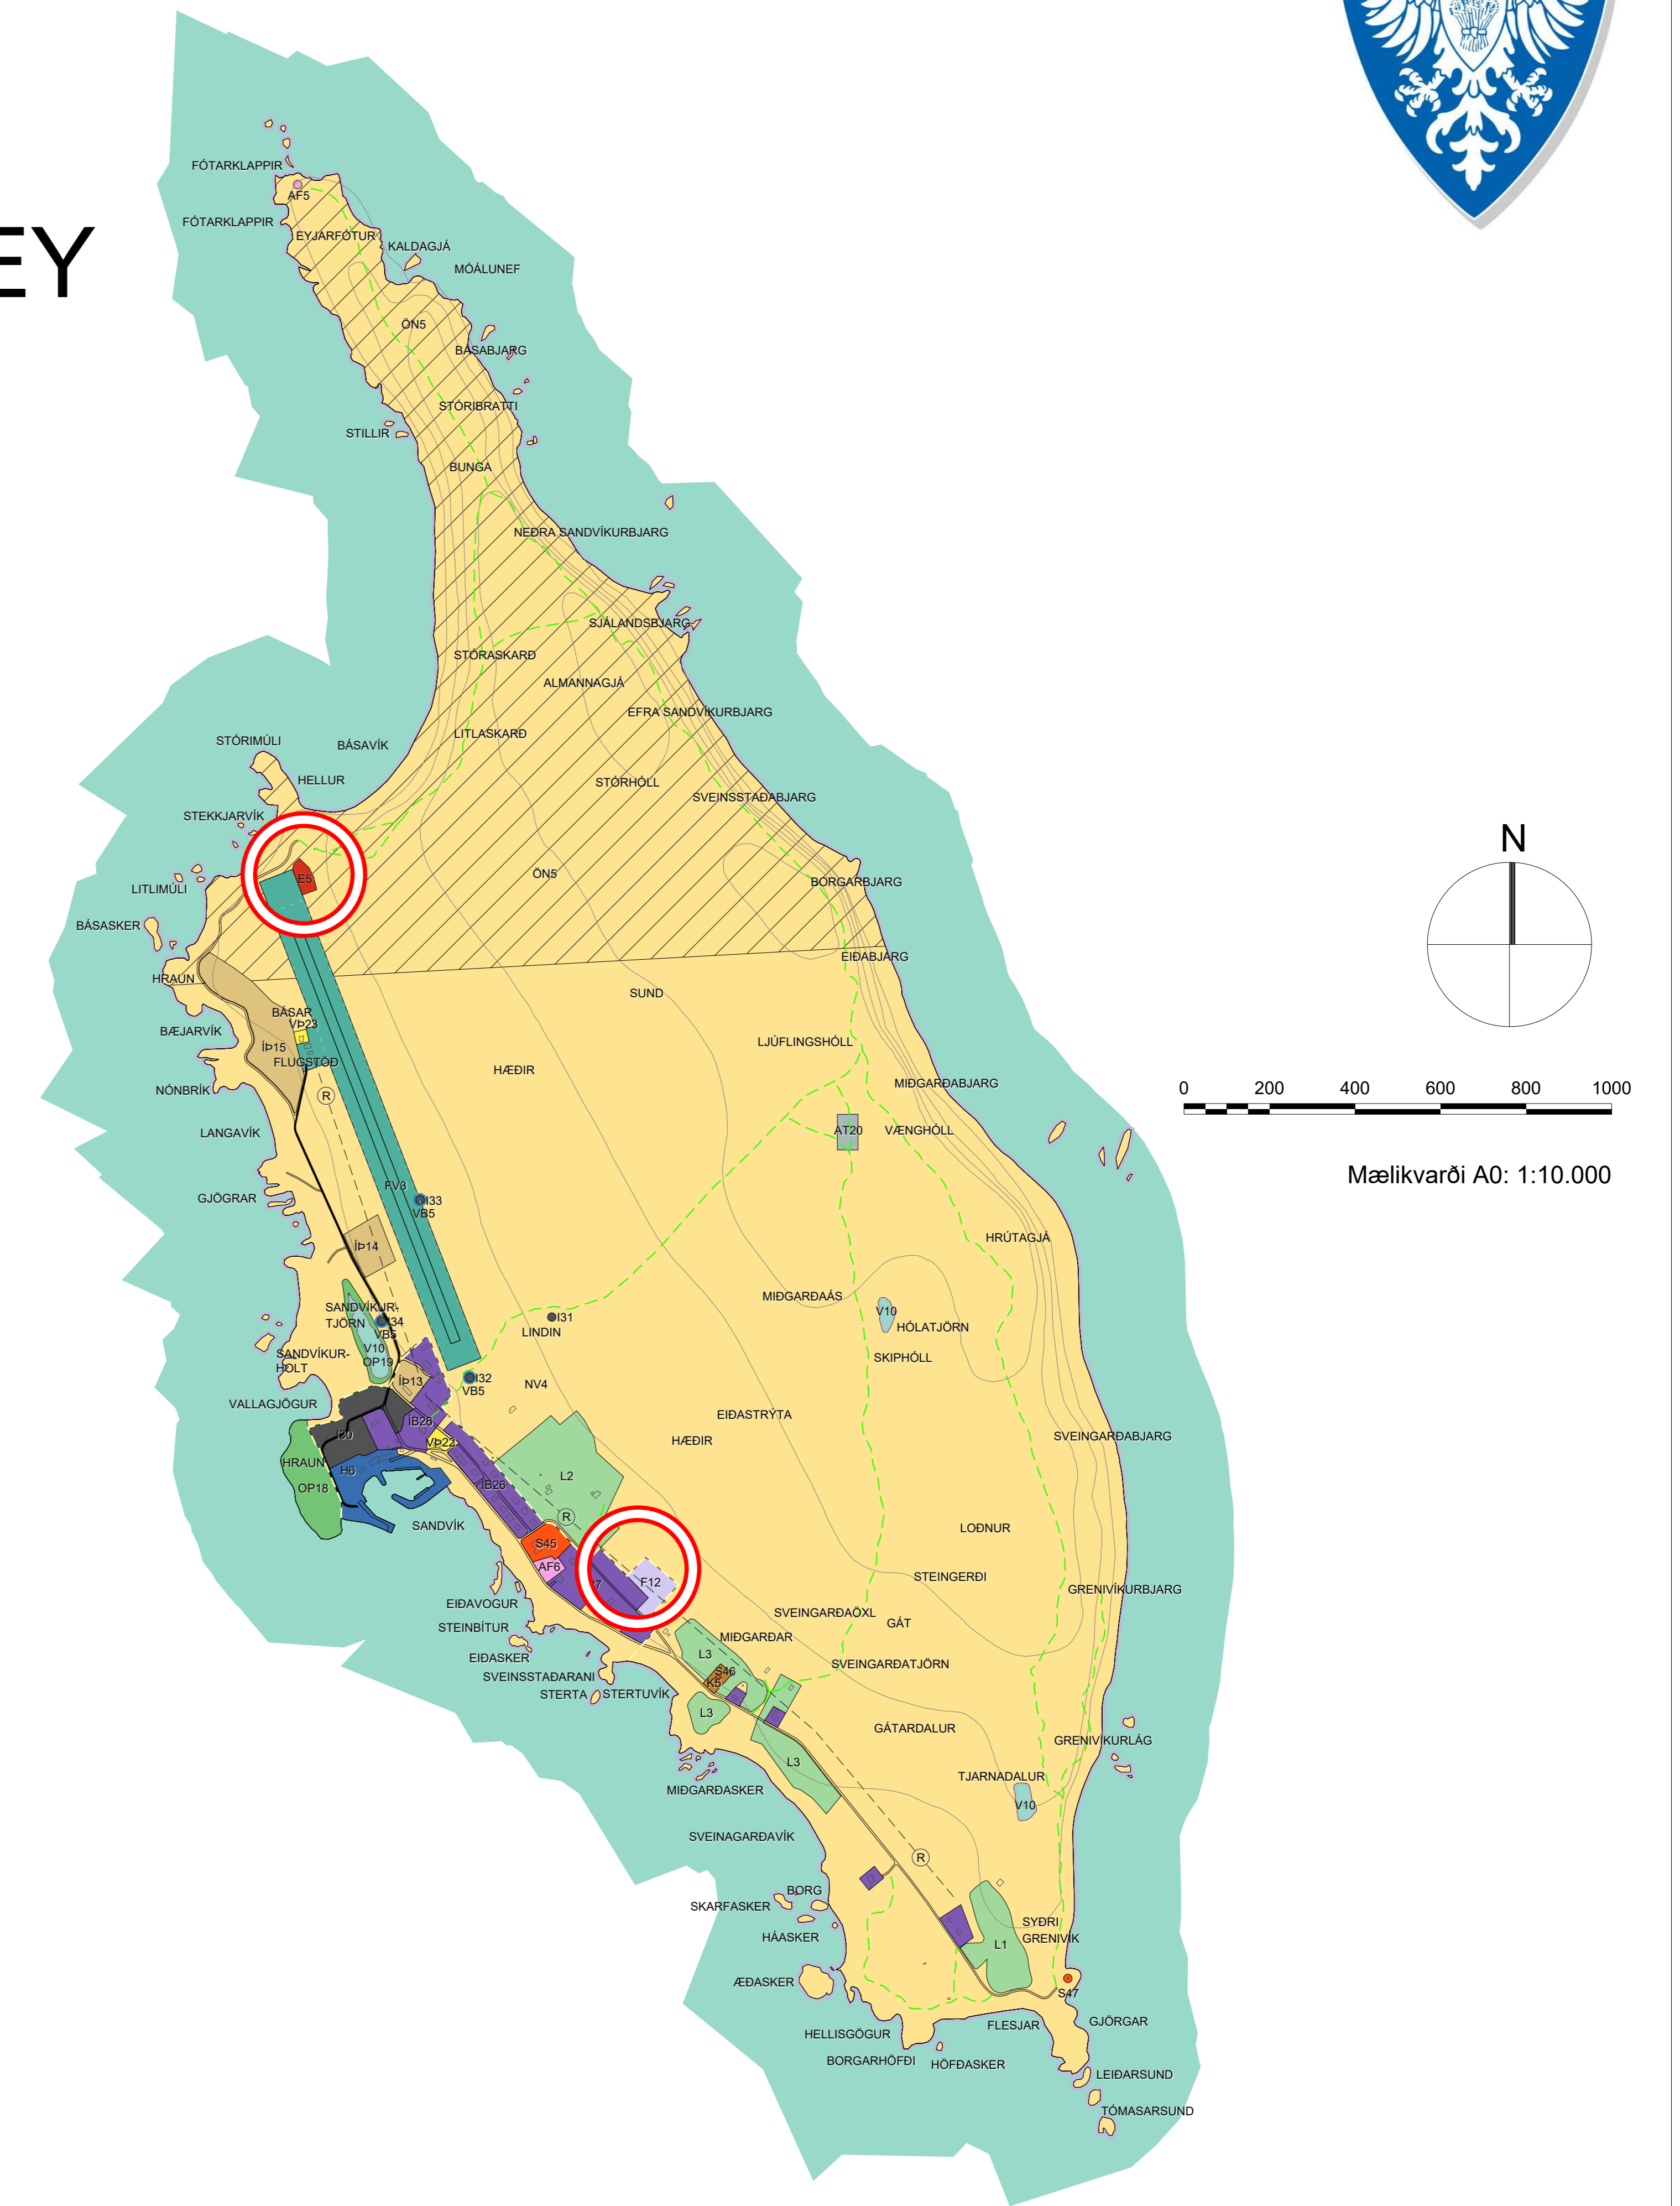 EY
FÓTARKLAPPIR
AF5
FÓTARKLAPPIR
EYJARFÓTUR
KALDAGJÁ
MÓÁLUNEF
ÖN5
BÁSABJARG
STÓRIBRATTI
STILLIR
BUNGA
NEÐRA SANDVÍKURBJARG
SJÁLANDSBJARG
STÓRASKARÐ
ALMANNAGJÁ
EFRA SANDVÍKURBJARG
LITLASKARÐ
STÓRIMÚLI
BÁSAVÍK
HELLUR
STÓRHÓLL
SVEINSSTAÐABJARG
STEKKJARVÍK
E5
ÖN5
BORGARBJARG
LITLIMÚLI
BÁSASKER
EIÐABJARG
HRAUN
SUND
BÁSAR
VÞ23
BÆJARVÍK
ÍÞ15
FLUGSTÖÐ
LJÚFLINGSHÓLL
HÆÐIR
NÓNBRÍK
R
MIÐGARÐABJARG
LANGAVÍK
AT20
VÆNGHÓLL
FV3
GJÖGRAR
I33
VB5
HRÚTAGJÁ
ÍÞ14
MIÐGARÐAÁS
SANDVÍKUR-
TJÖRN
I34
VB5
V10
OP19
I31
LINDIN
V10
HÓLATJÖRN
SANDVÍKUR-
HOLT
SKIPHÓLL
ÍÞ13
I32
VB5
NV4
VALLAGJÖGUR
ÍB26
EIÐASTRÝTA
I30
VÞ22
HÆÐIR
SVEINGARÐABJARG
HRAUN
H6
OP18
ÍB26
L2
SANDVÍK
R
LOÐNUR
S45
AF6
F12
STEINGERÐI
GRENIVÍKURBJARG
EIÐAVOGUR
SVEINGARÐAÖXL
GÁT
STEINBÍTUR
MIÐGARÐAR
EIÐASKER
L3
S46
K5
SVEINGARÐATJÖRN
SVEINSSTAÐARANI
STERTA
STERTUVÍK
L3
GÁTARDALUR
GRENIVÍKURLÁG
L3
TJARNADALUR
MIÐGARÐASKER
V10
SVEINAGARÐAVÍK
R
BORG
SKARFASKER
SYÐRI
GRENIVIK
HÁASKER
L1
ÆÐASKER
S47
HELLISGÖGUR
FLESJAR
GJÖRGAR
BORGARHÖFÐI
HÖFÐASKER
LEIÐARSUND
TÓMASARSUND
N
0 200 400 600 800 1000
Mælikvarði A0: 1:10.000